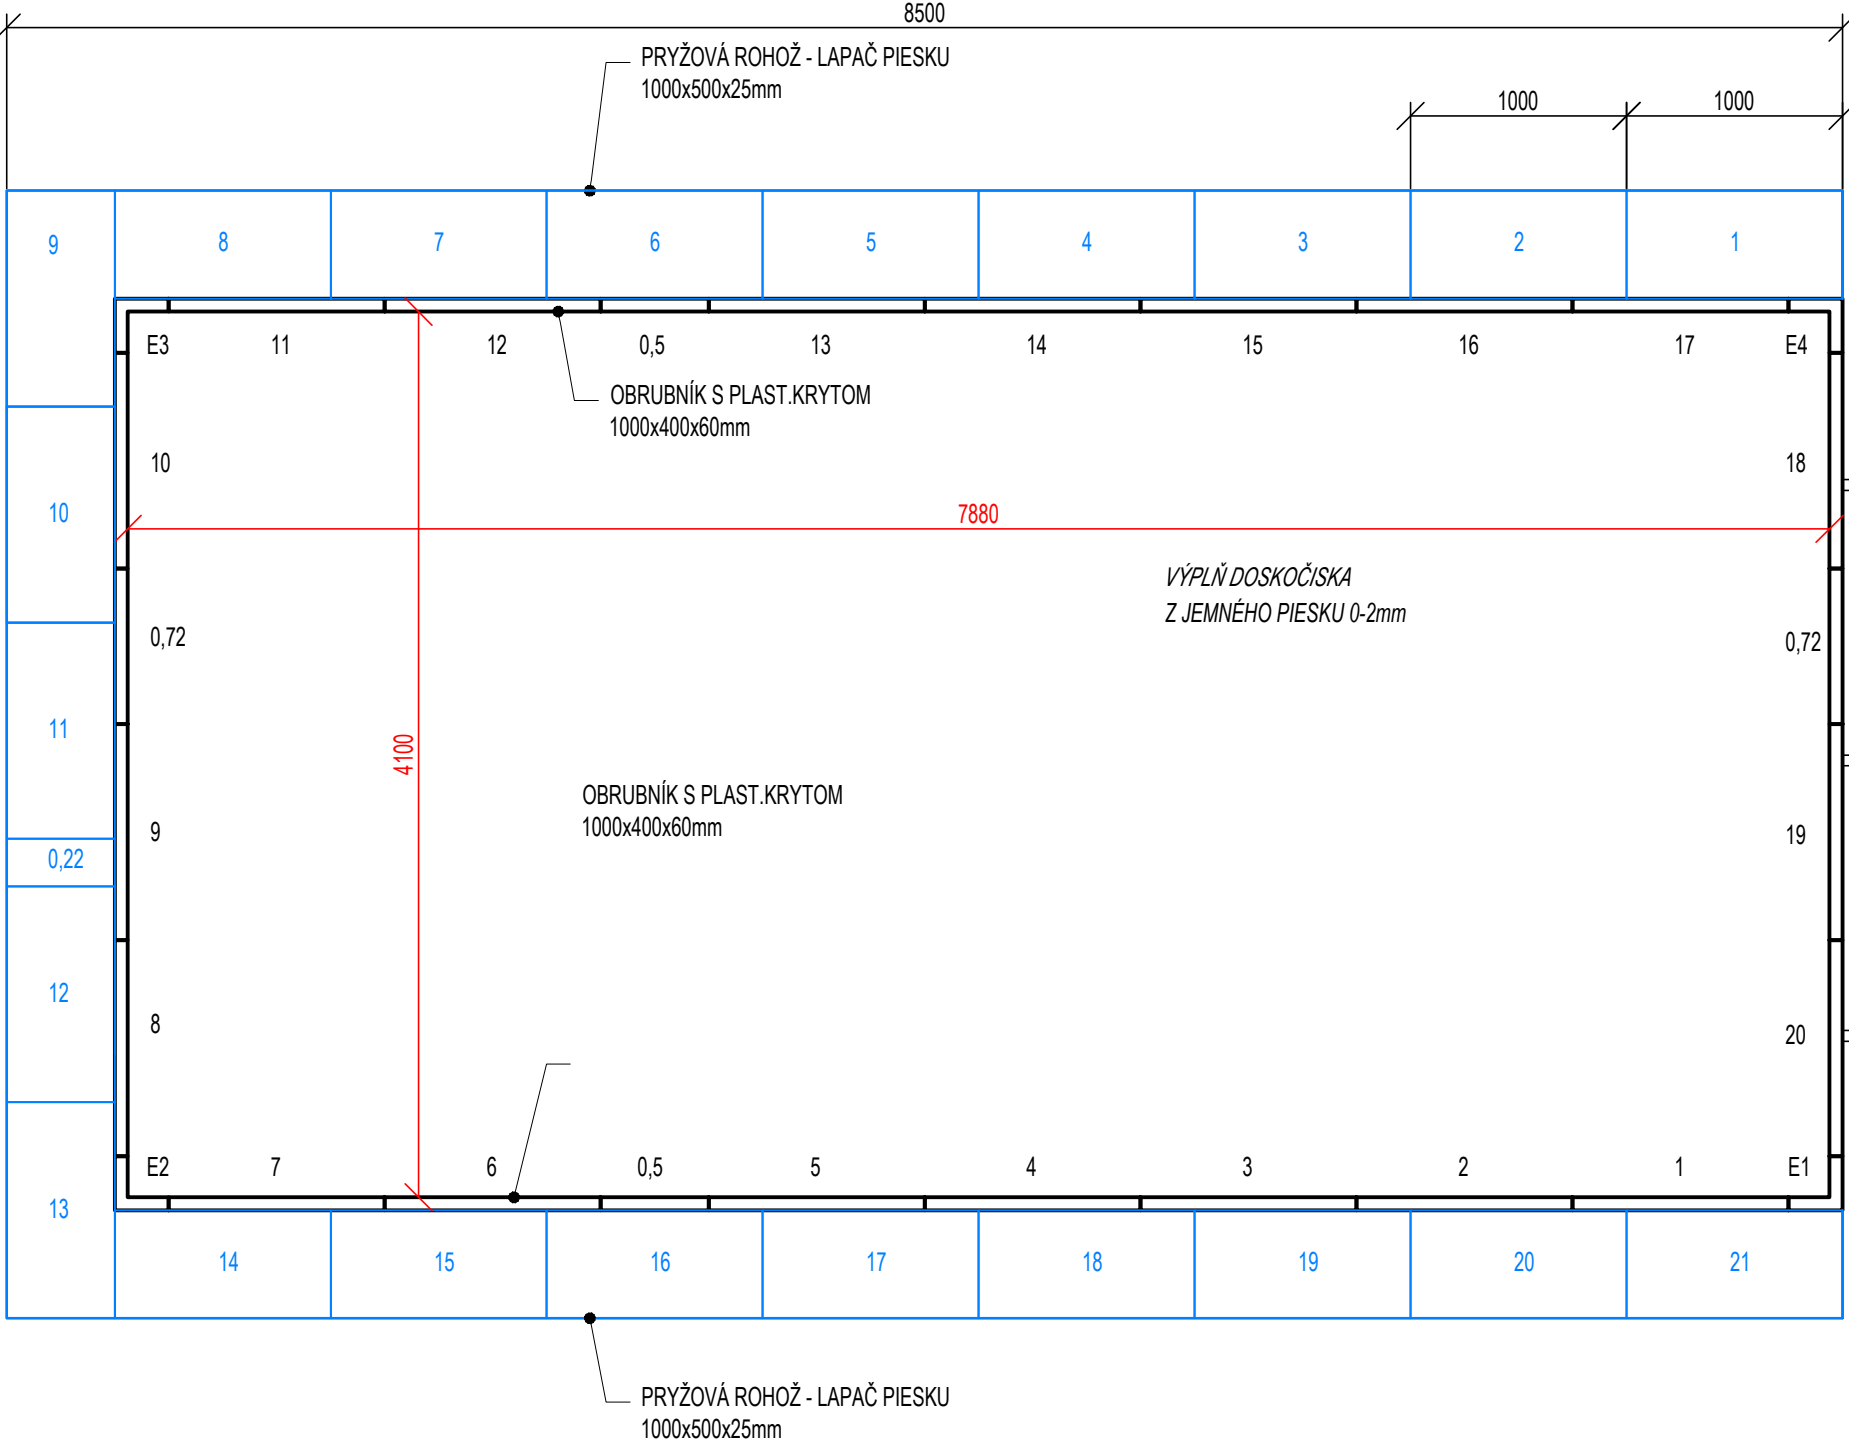 8500
PRYŽOVÁ ROHOŽ - LAPAČ PIESKU
1000x500x25mm
1000 1000
9 8 7 6 5 4 3 2 1
E3 11 12 0,5 13 14 15 16 17 E4
OBRUBNÍK S PLAST.KRYTOM
1000x400x60mm
10 18
10
7880
VÝPLŇ DOSKOČISKA
Z JEMNÉHO PIESKU 0-2mm
0,72 0,72
11
4100
OBRUBNÍK S PLAST.KRYTOM
1000x400x60mm
9 19
0,22
12
8 20
E2 7 6 0,5 5 4 3 2 1 E1
13
14 15 16 17 18 19 20 21
PRYŽOVÁ ROHOŽ - LAPAČ PIESKU
1000x500x25mm